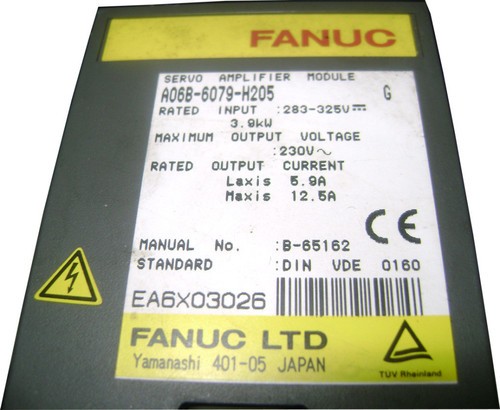 FANUC
SERVO AMPLIFIER MODULE
A06B-6079-H205 G
RATED INPUT :283-325V⎓
3.9kW
MAXIMUM OUTPUT VOLTAGE
:230V～
RATED OUTPUT CURRENT
Laxis 5.9A
Maxis 12.5A
CE
MANUAL No. :B-65162
STANDARD :DIN VDE 0160
EA6X03026
FANUC LTD
Yamanashi 401-05 JAPAN
TÜV Rheinland